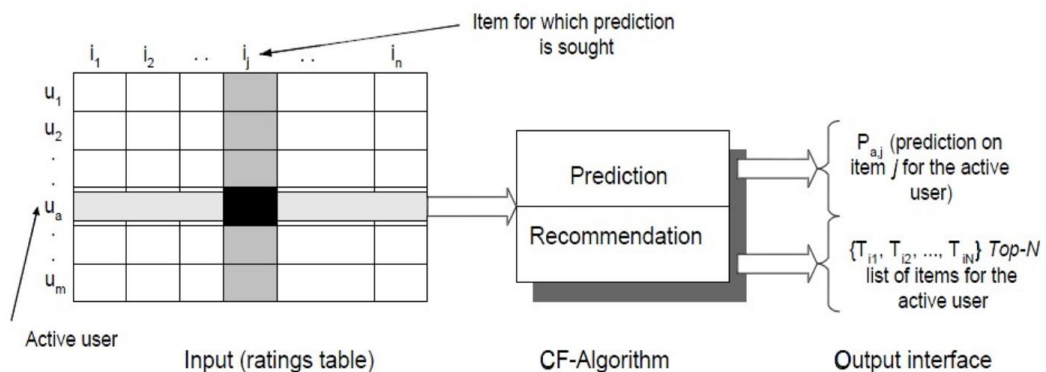 Item for which prediction
is sought
i1 i2 . . ij . . in
u1
u2
.
.
ua
.
.
um
Active user
Input (ratings table)
Prediction
Recommendation
CF-Algorithm
Pa,j (prediction on
item j for the active
user)
{Ti1, Ti2, ..., TiN} Top-N
list of items for the
active user
Output interface